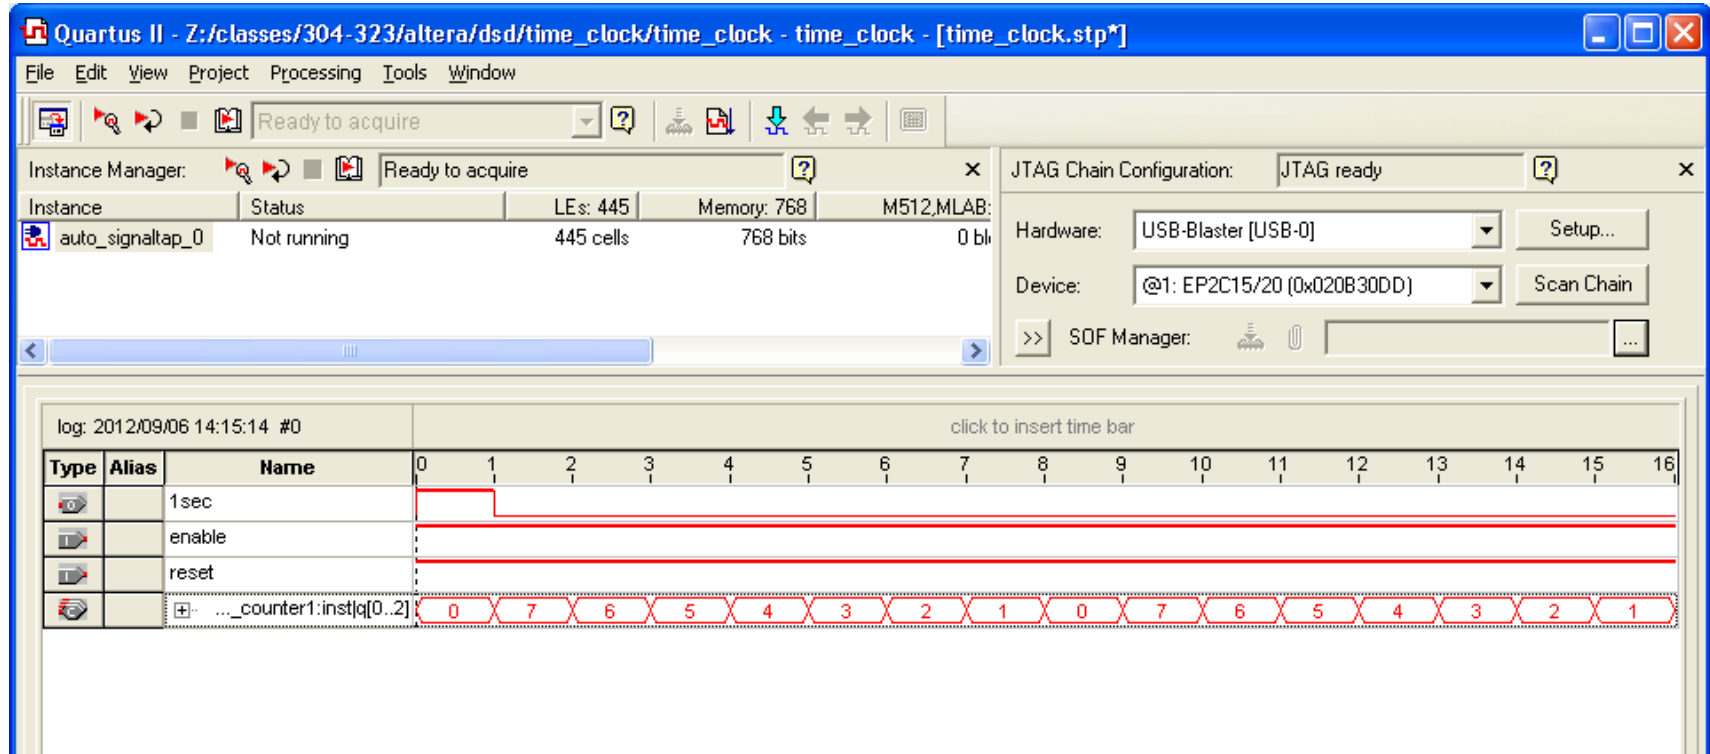 Quartus II - Z:/classes/304-323/altera/dsd/time_clock/time_clock - time_clock - [time_clock.stp*]
File Edit View Project Processing Tools Window
Ready to acquire
Instance Manager: Ready to acquire
Instance Status LEs: 445 Memory: 768 M512,MLAB:
auto_signaltap_0 Not running 445 cells 768 bits 0 blo
JTAG Chain Configuration: JTAG ready
Hardware: USB-Blaster [USB-0] Setup...
Device: @1: EP2C15/20 (0x020B30DD) Scan Chain
>> SOF Manager: ...
log: 2012/09/06 14:15:14 #0 click to insert time bar
Type Alias Name 0 1 2 3 4 5 6 7 8 9 10 11 12 13 14 15 16
1sec
enable
reset
..._counter1:inst|q[0..2] 0 7 6 5 4 3 2 1 0 7 6 5 4 3 2 1